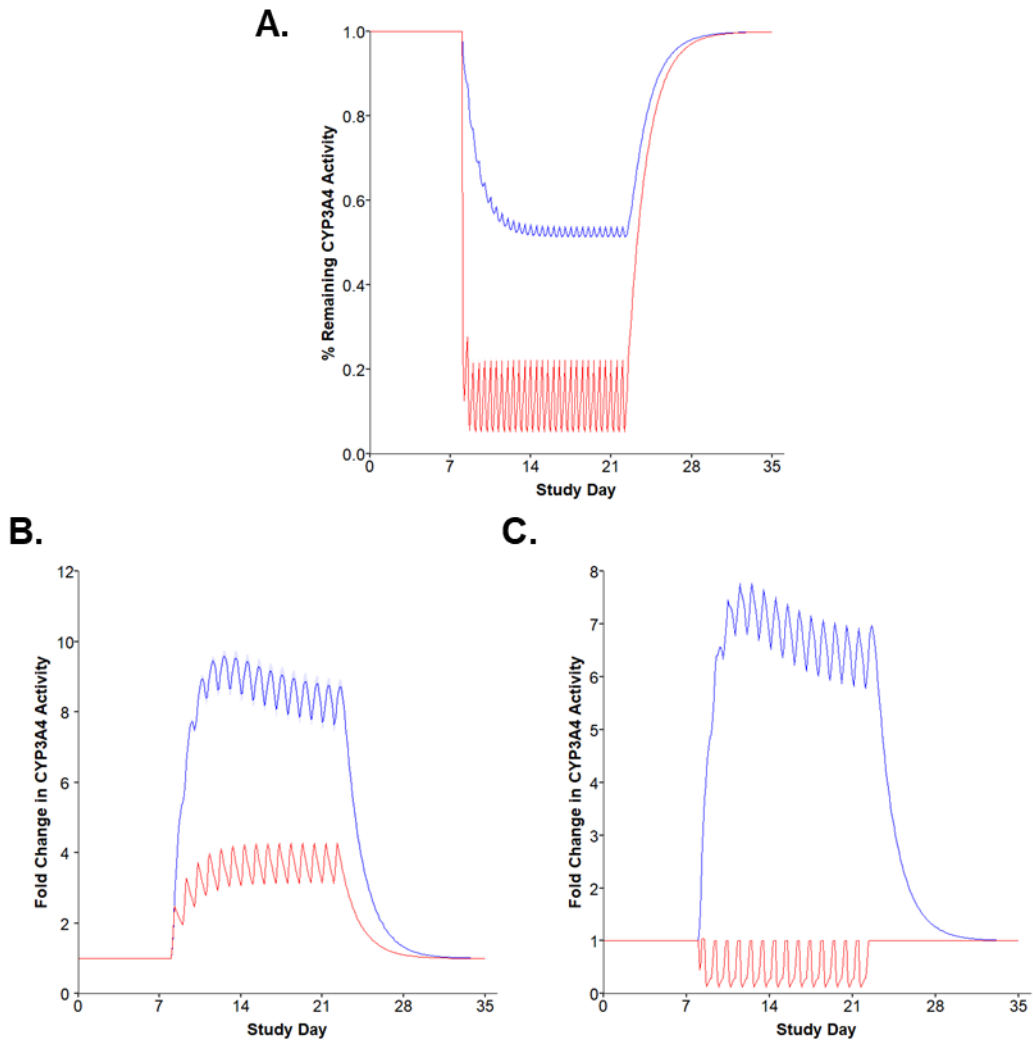 A.
% Remaining CYP3A4 Activity
1.0
0.8
0.6
0.4
0.2
0.0
0 7 14 21 28 35
Study Day
B.
Fold Change in CYP3A4 Activity
12
10
8
6
4
2
0
0 7 14 21 28 35
Study Day
C.
Fold Change in CYP3A4 Activity
8
7
6
5
4
3
2
1
0
0 7 14 21 28 35
Study Day